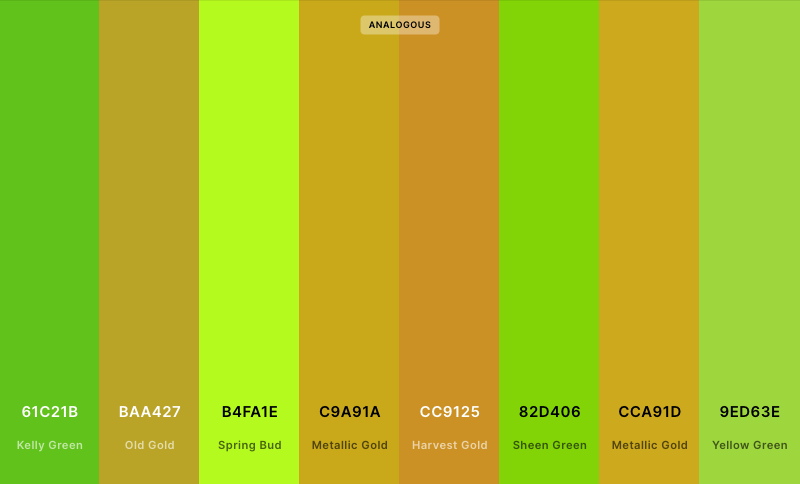 ANALOGOUS
61C21B BAA427 B4FA1E C9A91A CC9125 82D406 CCA91D 9ED63E
Kelly Green Old Gold Spring Bud Metallic Gold Harvest Gold Sheen Green Metallic Gold Yellow Green